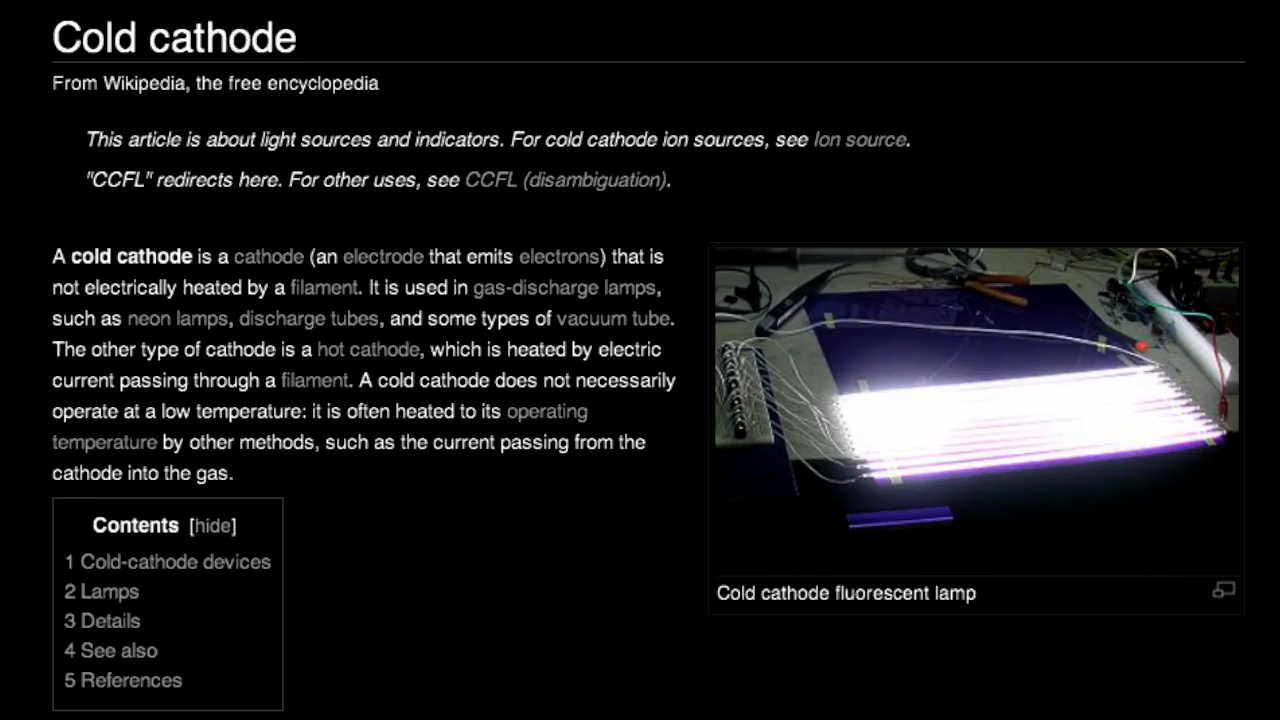 Cold cathode
From Wikipedia, the free encyclopedia
This article is about light sources and indicators. For cold cathode ion sources, see Ion source.
"CCFL" redirects here. For other uses, see CCFL (disambiguation).
A cold cathode is a cathode (an electrode that emits electrons) that is
not electrically heated by a filament. It is used in gas-discharge lamps,
such as neon lamps, discharge tubes, and some types of vacuum tube.
The other type of cathode is a hot cathode, which is heated by electric
current passing through a filament. A cold cathode does not necessarily
operate at a low temperature: it is often heated to its operating
temperature by other methods, such as the current passing from the
cathode into the gas.
Contents [hide]
1 Cold-cathode devices
2 Lamps
3 Details
4 See also
5 References
Cold cathode fluorescent lamp